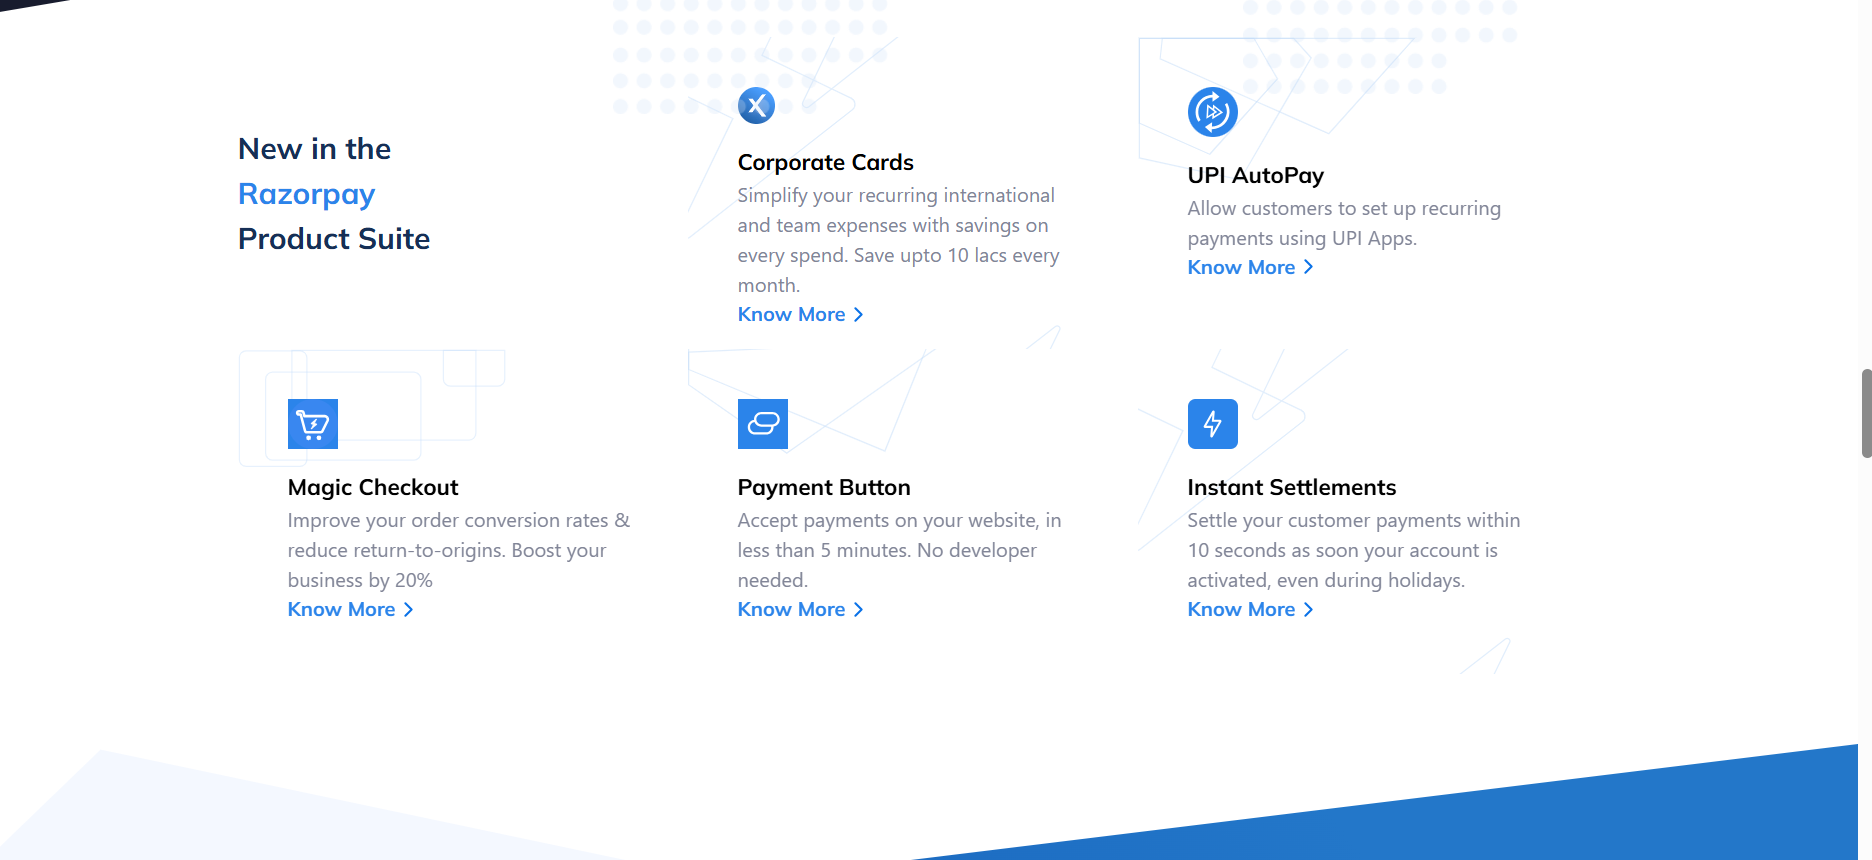 New in the
Razorpay
Product Suite
Corporate Cards
Simplify your recurring international
and team expenses with savings on
every spend. Save upto 10 lacs every
month.
Know More
UPI AutoPay
Allow customers to set up recurring
payments using UPI Apps.
Know More
Magic Checkout
Improve your order conversion rates &
reduce return-to-origins. Boost your
business by 20%
Know More
Payment Button
Accept payments on your website, in
less than 5 minutes. No developer
needed.
Know More
Instant Settlements
Settle your customer payments within
10 seconds as soon your account is
activated, even during holidays.
Know More